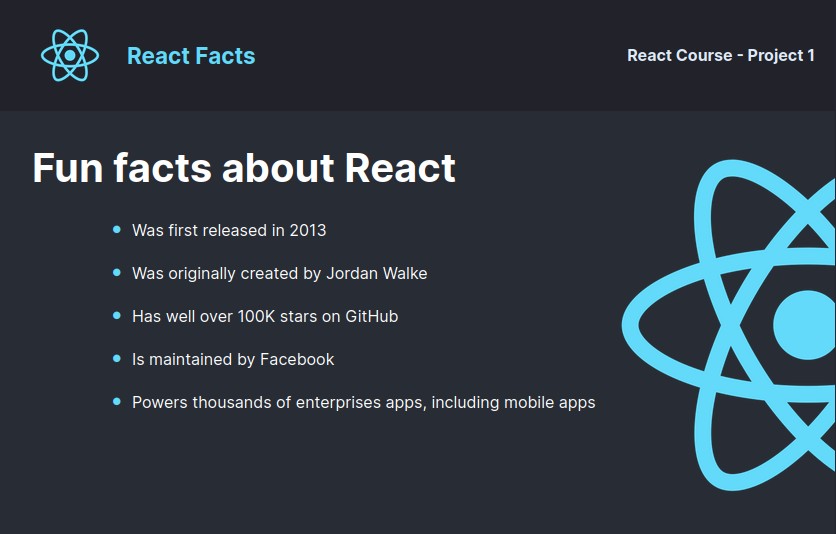 React Facts
React Course - Project 1
Fun facts about React
Was first released in 2013
Was originally created by Jordan Walke
Has well over 100K stars on GitHub
Is maintained by Facebook
Powers thousands of enterprises apps, including mobile apps